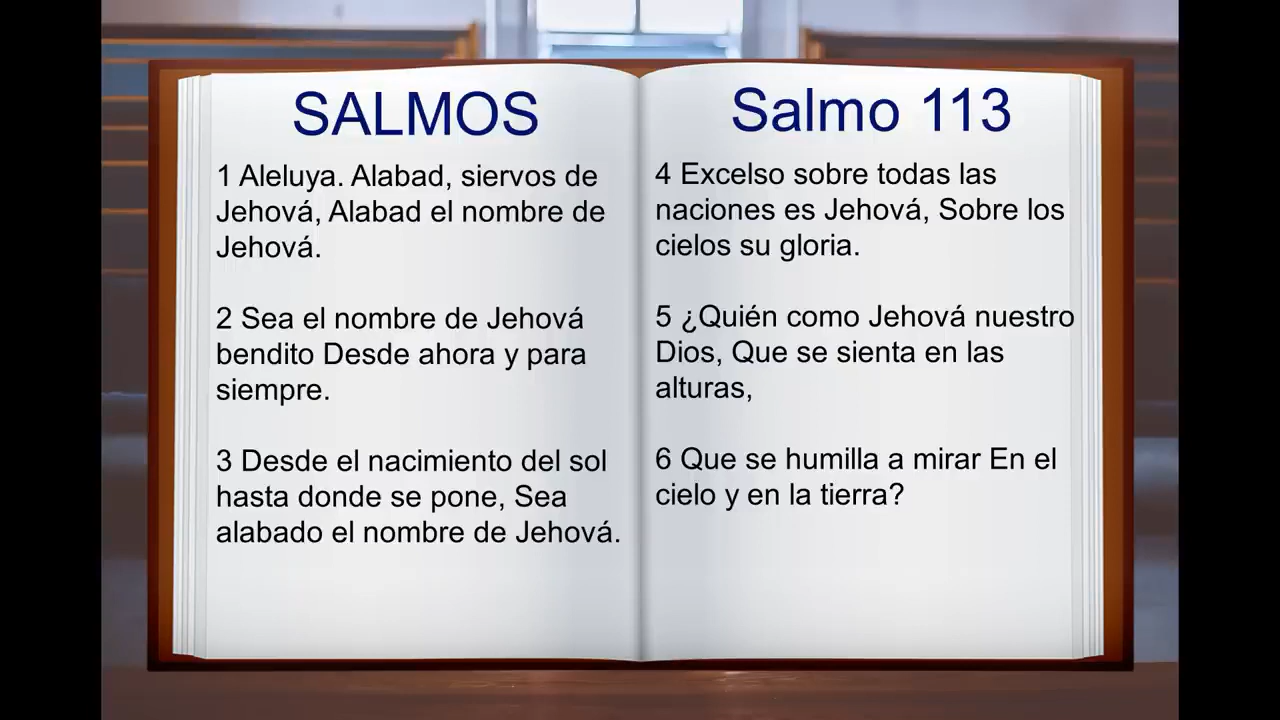 SALMOS
1 Aleluya. Alabad, siervos de
Jehová, Alabad el nombre de
Jehová.
2 Sea el nombre de Jehová
bendito Desde ahora y para
siempre.
3 Desde el nacimiento del sol
hasta donde se pone, Sea
alabado el nombre de Jehová.
Salmo 113
4 Excelso sobre todas las
naciones es Jehová, Sobre los
cielos su gloria.
5 ¿Quién como Jehová nuestro
Dios, Que se sienta en las
alturas,
6 Que se humilla a mirar En el
cielo y en la tierra?